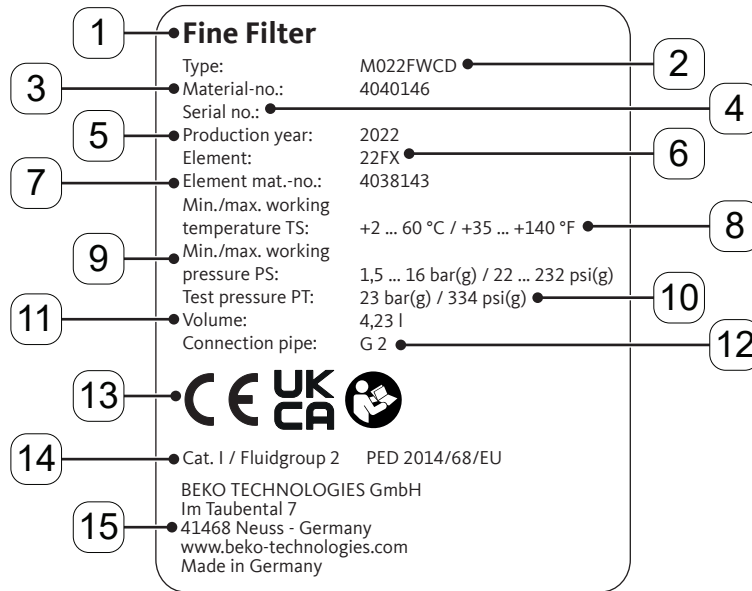 1 Fine Filter
Type: M022FWCD 2
3 Material-no.: 4040146
Serial no.: 4
5 Production year: 2022
Element: 22FX 6
7 Element mat.-no.: 4038143
Min./max. working
temperature TS: +2 ... 60 °C / +35 ... +140 °F 8
9 Min./max. working
pressure PS: 1,5 ... 16 bar(g) / 22 ... 232 psi(g)
Test pressure PT: 23 bar(g) / 334 psi(g) 10
11 Volume: 4,23 l
Connection pipe: G 2 12
13 CE UK
CA
14 Cat. I / Fluidgroup 2 PED 2014/68/EU
BEKO TECHNOLOGIES GmbH
Im Taubental 7
15 41468 Neuss - Germany
www.beko-technologies.com
Made in Germany